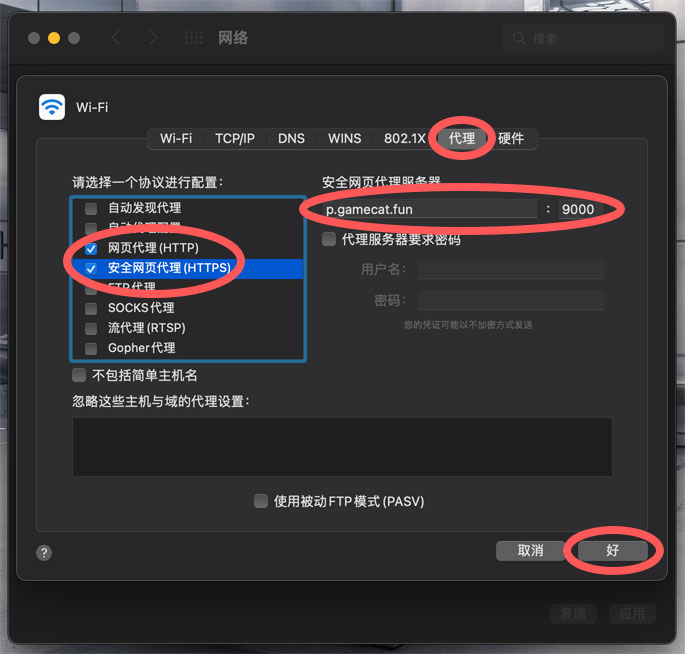 网络
搜索
Wi-Fi
Wi-Fi TCP/IP DNS WINS 802.1X 代理 硬件
请选择一个协议进行配置：
自动发现代理
自动代理配置
网页代理(HTTP)
安全网页代理(HTTPS)
FTP代理
SOCKS代理
流代理(RTSP)
Gopher代理
安全网页代理服务器
p.gamecat.fun : 9000
代理服务器要求密码
用户名：
密码：
您的凭证可能以不加密方式发送
不包括简单主机名
忽略这些主机与域的代理设置：
使用被动FTP模式(PASV)
?
取消 好
复原 应用